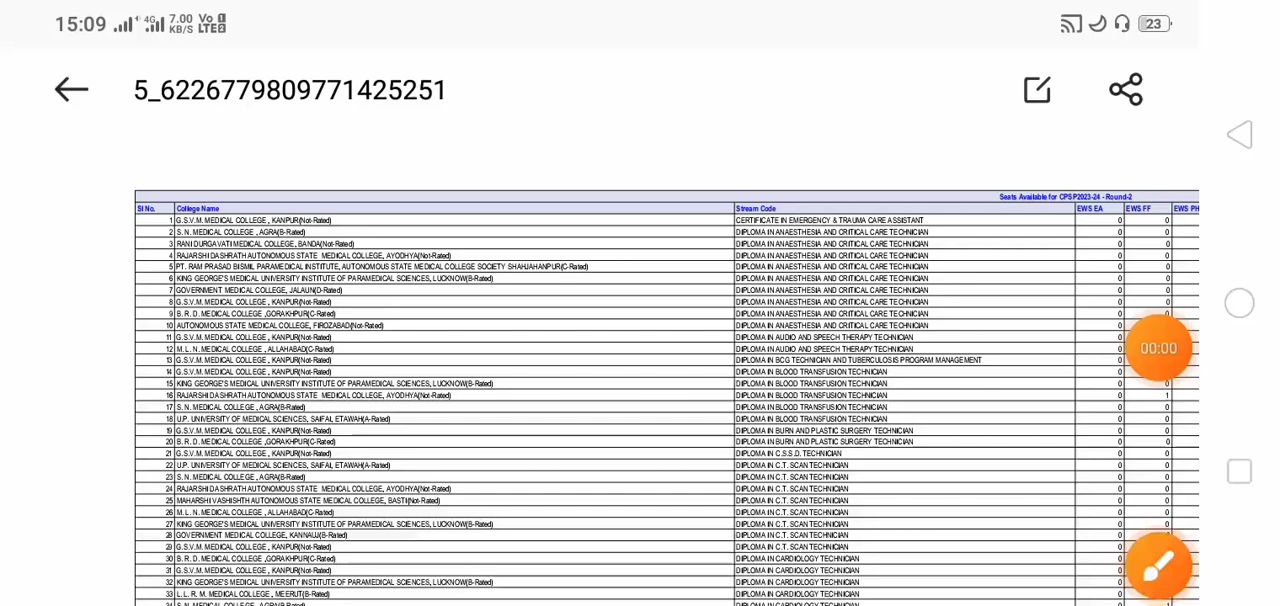 15:09 4G 7.00 KB/S Vo LTE 23
5_6226779809771425251
Seats Available for CPSP2023-24 - Round-2
Sl No. College Name Stream Code EWS EA EWS FF EWS PH
1 G.S.V.M. MEDICAL COLLEGE , KANPUR(Not-Rated) CERTIFICATE IN EMERGENCY & TRAUMA CARE ASSISTANT 0 0
2 S. N. MEDICAL COLLEGE , AGRA(B-Rated) DIPLOMA IN ANAESTHESIA AND CRITICAL CARE TECHNICIAN 0 0
3 RANI DURGAVATI MEDICAL COLLEGE, BANDA(Not-Rated) DIPLOMA IN ANAESTHESIA AND CRITICAL CARE TECHNICIAN 0 0
4 RAJARSHI DASHRATH AUTONOMOUS STATE MEDICAL COLLEGE, AYODHYA(Not-Rated) DIPLOMA IN ANAESTHESIA AND CRITICAL CARE TECHNICIAN 0 0
5 PT. RAM PRASAD BISMIL PARAMEDICAL INSTITUTE, AUTONOMOUS STATE MEDICAL COLLEGE SOCIETY SHAHJAHANPUR(C-Rated) DIPLOMA IN ANAESTHESIA AND CRITICAL CARE TECHNICIAN 0 0
6 KING GEORGE'S MEDICAL UNIVERSITY INSTITUTE OF PARAMEDICAL SCIENCES, LUCKNOW(B-Rated) DIPLOMA IN ANAESTHESIA AND CRITICAL CARE TECHNICIAN 0 0
7 GOVERNMENT MEDICAL COLLEGE, JALAUN(D-Rated) DIPLOMA IN ANAESTHESIA AND CRITICAL CARE TECHNICIAN 0 0
8 G.S.V.M. MEDICAL COLLEGE , KANPUR(Not-Rated) DIPLOMA IN ANAESTHESIA AND CRITICAL CARE TECHNICIAN 0 0
9 B. R. D. MEDICAL COLLEGE ,GORAKHPUR(C-Rated) DIPLOMA IN ANAESTHESIA AND CRITICAL CARE TECHNICIAN 0 0
10 AUTONOMOUS STATE MEDICAL COLLEGE, FIROZABAD(Not-Rated) DIPLOMA IN ANAESTHESIA AND CRITICAL CARE TECHNICIAN 0
11 G.S.V.M. MEDICAL COLLEGE , KANPUR(Not-Rated) DIPLOMA IN AUDIO AND SPEECH THERAPY TECHNICIAN 0
12 M. L. N. MEDICAL COLLEGE , ALLAHABAD(C-Rated) DIPLOMA IN AUDIO AND SPEECH THERAPY TECHNICIAN 0 00:00
13 G.S.V.M. MEDICAL COLLEGE , KANPUR(Not-Rated) DIPLOMA IN BCG TECHNICIAN AND TUBERCULOSIS PROGRAM MANAGEMENT 0
14 G.S.V.M. MEDICAL COLLEGE , KANPUR(Not-Rated) DIPLOMA IN BLOOD TRANSFUSION TECHNICIAN 0
15 KING GEORGE'S MEDICAL UNIVERSITY INSTITUTE OF PARAMEDICAL SCIENCES, LUCKNOW(B-Rated) DIPLOMA IN BLOOD TRANSFUSION TECHNICIAN 0 0
16 RAJARSHI DASHRATH AUTONOMOUS STATE MEDICAL COLLEGE, AYODHYA(Not-Rated) DIPLOMA IN BLOOD TRANSFUSION TECHNICIAN 0 1
17 S. N. MEDICAL COLLEGE , AGRA(B-Rated) DIPLOMA IN BLOOD TRANSFUSION TECHNICIAN 0 0
18 U.P. UNIVERSITY OF MEDICAL SCIENCES, SAIFAI, ETAWAH(A-Rated) DIPLOMA IN BLOOD TRANSFUSION TECHNICIAN 0 0
19 G.S.V.M. MEDICAL COLLEGE , KANPUR(Not-Rated) DIPLOMA IN BURN AND PLASTIC SURGERY TECHNICIAN 0 0
20 B. R. D. MEDICAL COLLEGE ,GORAKHPUR(C-Rated) DIPLOMA IN BURN AND PLASTIC SURGERY TECHNICIAN 0 0
21 G.S.V.M. MEDICAL COLLEGE , KANPUR(Not-Rated) DIPLOMA IN C.S.S.D. TECHNICIAN 0 0
22 U.P. UNIVERSITY OF MEDICAL SCIENCES, SAIFAI, ETAWAH(A-Rated) DIPLOMA IN C.T. SCAN TECHNICIAN 0 0
23 S. N. MEDICAL COLLEGE , AGRA(B-Rated) DIPLOMA IN C.T. SCAN TECHNICIAN 0 0
24 RAJARSHI DASHRATH AUTONOMOUS STATE MEDICAL COLLEGE, AYODHYA(Not-Rated) DIPLOMA IN C.T. SCAN TECHNICIAN 0 0
25 MAHARSHI VASHISHTH AUTONOMOUS STATE MEDICAL COLLEGE, BASTI(Not-Rated) DIPLOMA IN C.T. SCAN TECHNICIAN 0 0
26 M. L. N. MEDICAL COLLEGE , ALLAHABAD(C-Rated) DIPLOMA IN C.T. SCAN TECHNICIAN 0 0
27 KING GEORGE'S MEDICAL UNIVERSITY INSTITUTE OF PARAMEDICAL SCIENCES, LUCKNOW(B-Rated) DIPLOMA IN C.T. SCAN TECHNICIAN 0 0
28 GOVERNMENT MEDICAL COLLEGE, KANNAUJ(B-Rated) DIPLOMA IN C.T. SCAN TECHNICIAN 0
29 G.S.V.M. MEDICAL COLLEGE , KANPUR(Not-Rated) DIPLOMA IN C.T. SCAN TECHNICIAN 0
30 B. R. D. MEDICAL COLLEGE ,GORAKHPUR(C-Rated) DIPLOMA IN CARDIOLOGY TECHNICIAN 0
31 G.S.V.M. MEDICAL COLLEGE , KANPUR(Not-Rated) DIPLOMA IN CARDIOLOGY TECHNICIAN 0
32 KING GEORGE'S MEDICAL UNIVERSITY INSTITUTE OF PARAMEDICAL SCIENCES, LUCKNOW(B-Rated) DIPLOMA IN CARDIOLOGY TECHNICIAN 0
33 L. L. R. M. MEDICAL COLLEGE , MEERUT(B-Rated) DIPLOMA IN CARDIOLOGY TECHNICIAN 0